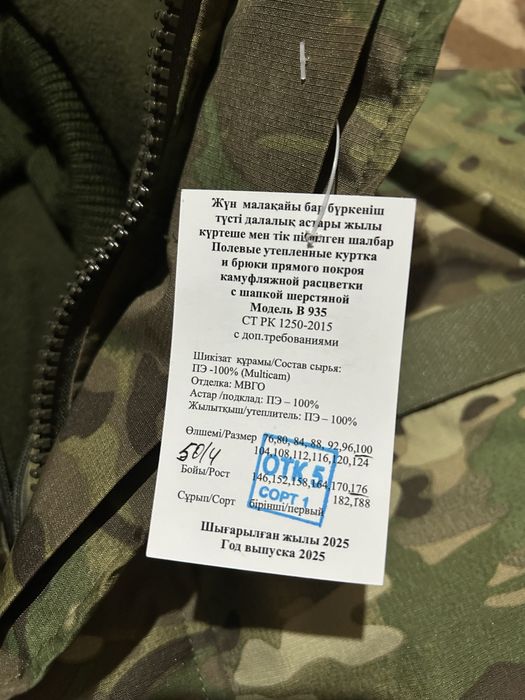 Жүн малақайы бар бүркеніш
түсті далалық астары жылы
күртеше мен тік пішілген шалбар
Полевые утепленные куртка
и брюки прямого покроя
камуфляжной расцветки
с шапкой шерстяной
Модель В 935
СТ РК 1250-2015
с доп.требованиями
Шикізат құрамы/Состав сырья:
ПЭ -100% (Multicam)
Отделка: МВГО
Астар /подклад: ПЭ – 100%
Жылытқыш/утеплитель: ПЭ – 100%
Өлшемі/Размер 76,80, 84, 88, 92,96,100
104,108,112,116,120,124
50/4
Бойы/Рост 146,152,158,164,170,176
182,188
Сұрып/Сорт бірінші/первый
ОТК 5
СОРТ 1
Шығарылған жылы 2025
Год выпуска 2025